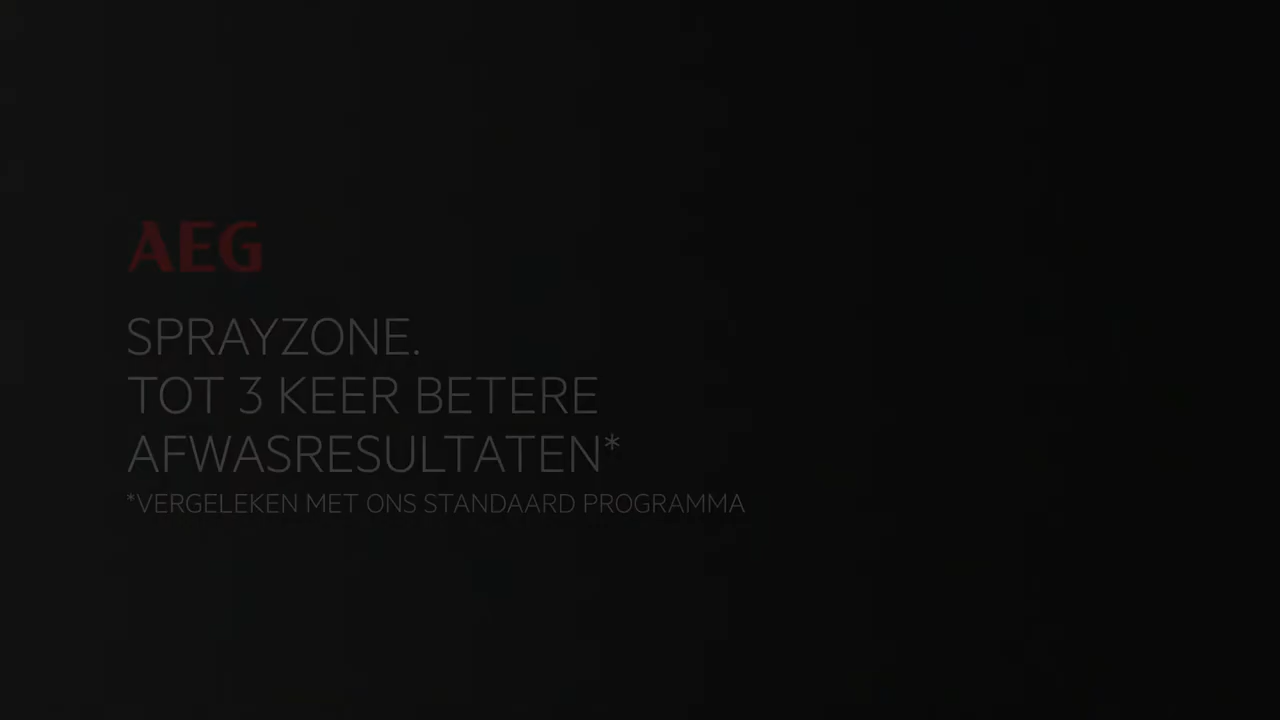 AEG
SPRAYZONE.
TOT 3 KEER BETERE
AFWASRESULTATEN*
*VERGELEKEN MET ONS STANDAARD PROGRAMMA